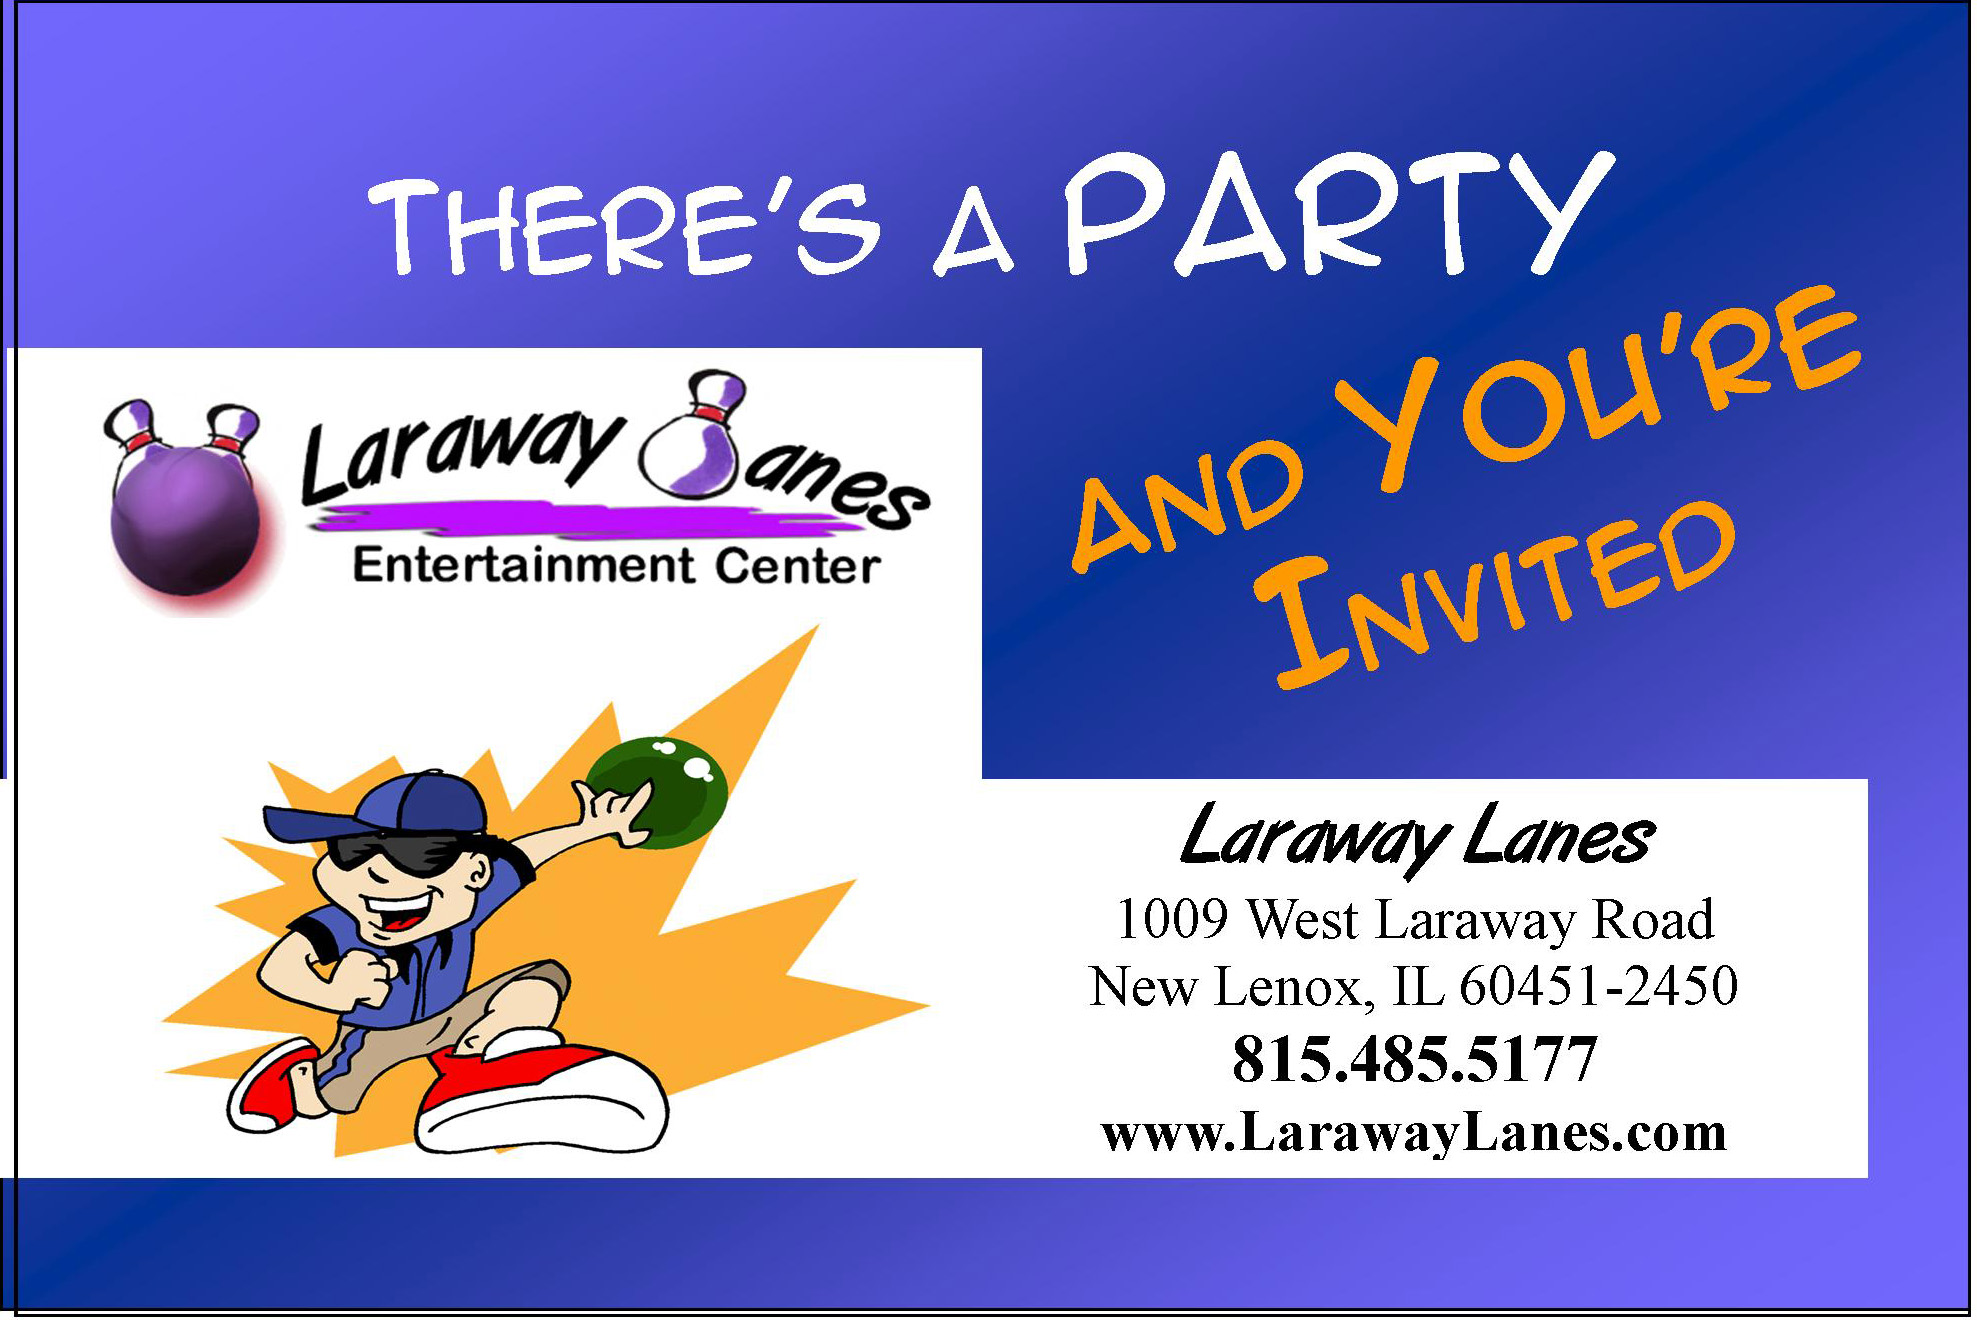 THERE'S A PARTY
AND YOU'RE
INVITED
Laraway Lanes
Entertainment Center
Laraway Lanes
1009 West Laraway Road
New Lenox, IL 60451-2450
815.485.5177
www.LarawayLanes.com